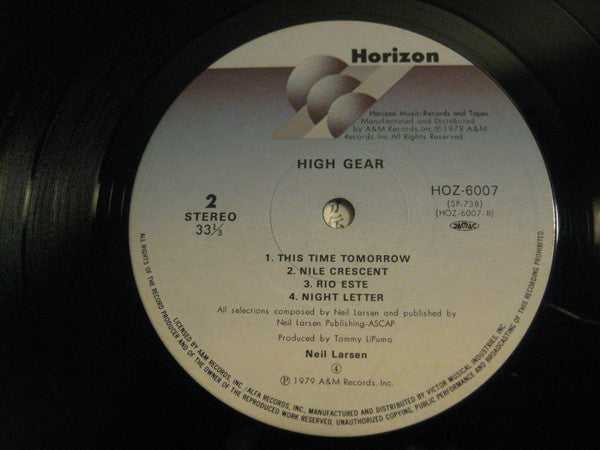 Horizon
Horizon Music: Records and Tapes.
Manufactured and Distributed
by A&M Records, Inc. Ⓟ 1978 A&M
Records, Inc. All Rights Reserved.
HIGH GEAR
2
STEREO
33⅓
HOZ-6007
(SP-738)
(HOZ-6007-B)
JASRAC
1. THIS TIME TOMORROW
2. NILE CRESCENT
3. RIO ESTE
4. NIGHT LETTER
All selections composed by Neil Larsen and published by
Neil Larsen Publishing-ASCAP
Produced by Tommy LiPuma
Neil Larsen
④
Ⓟ 1979 A&M Records, Inc.
ALL RIGHTS OF THE RECORD PRODUCER AND OF THE OWNER OF THE REPRODUCED WORK RESERVED, UNAUTHORIZED COPYING, PUBLIC PERFORMANCE AND BROADCASTING OF THIS RECORDING PROHIBITED.
LICENSED BY A&M RECORDS, INC./ALFA RECORDS, INC., MANUFACTURED AND DISTRIBUTED BY VICTOR MUSICAL INDUSTRIES, INC.